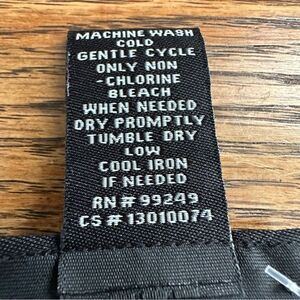 MACHINE WASH
COLD
GENTLE CYCLE
ONLY NON
-CHLORINE
BLEACH
WHEN NEEDED
DRY PROMPTLY
TUMBLE DRY
LOW
COOL IRON
IF NEEDED
RN # 99249
CS # 13010074